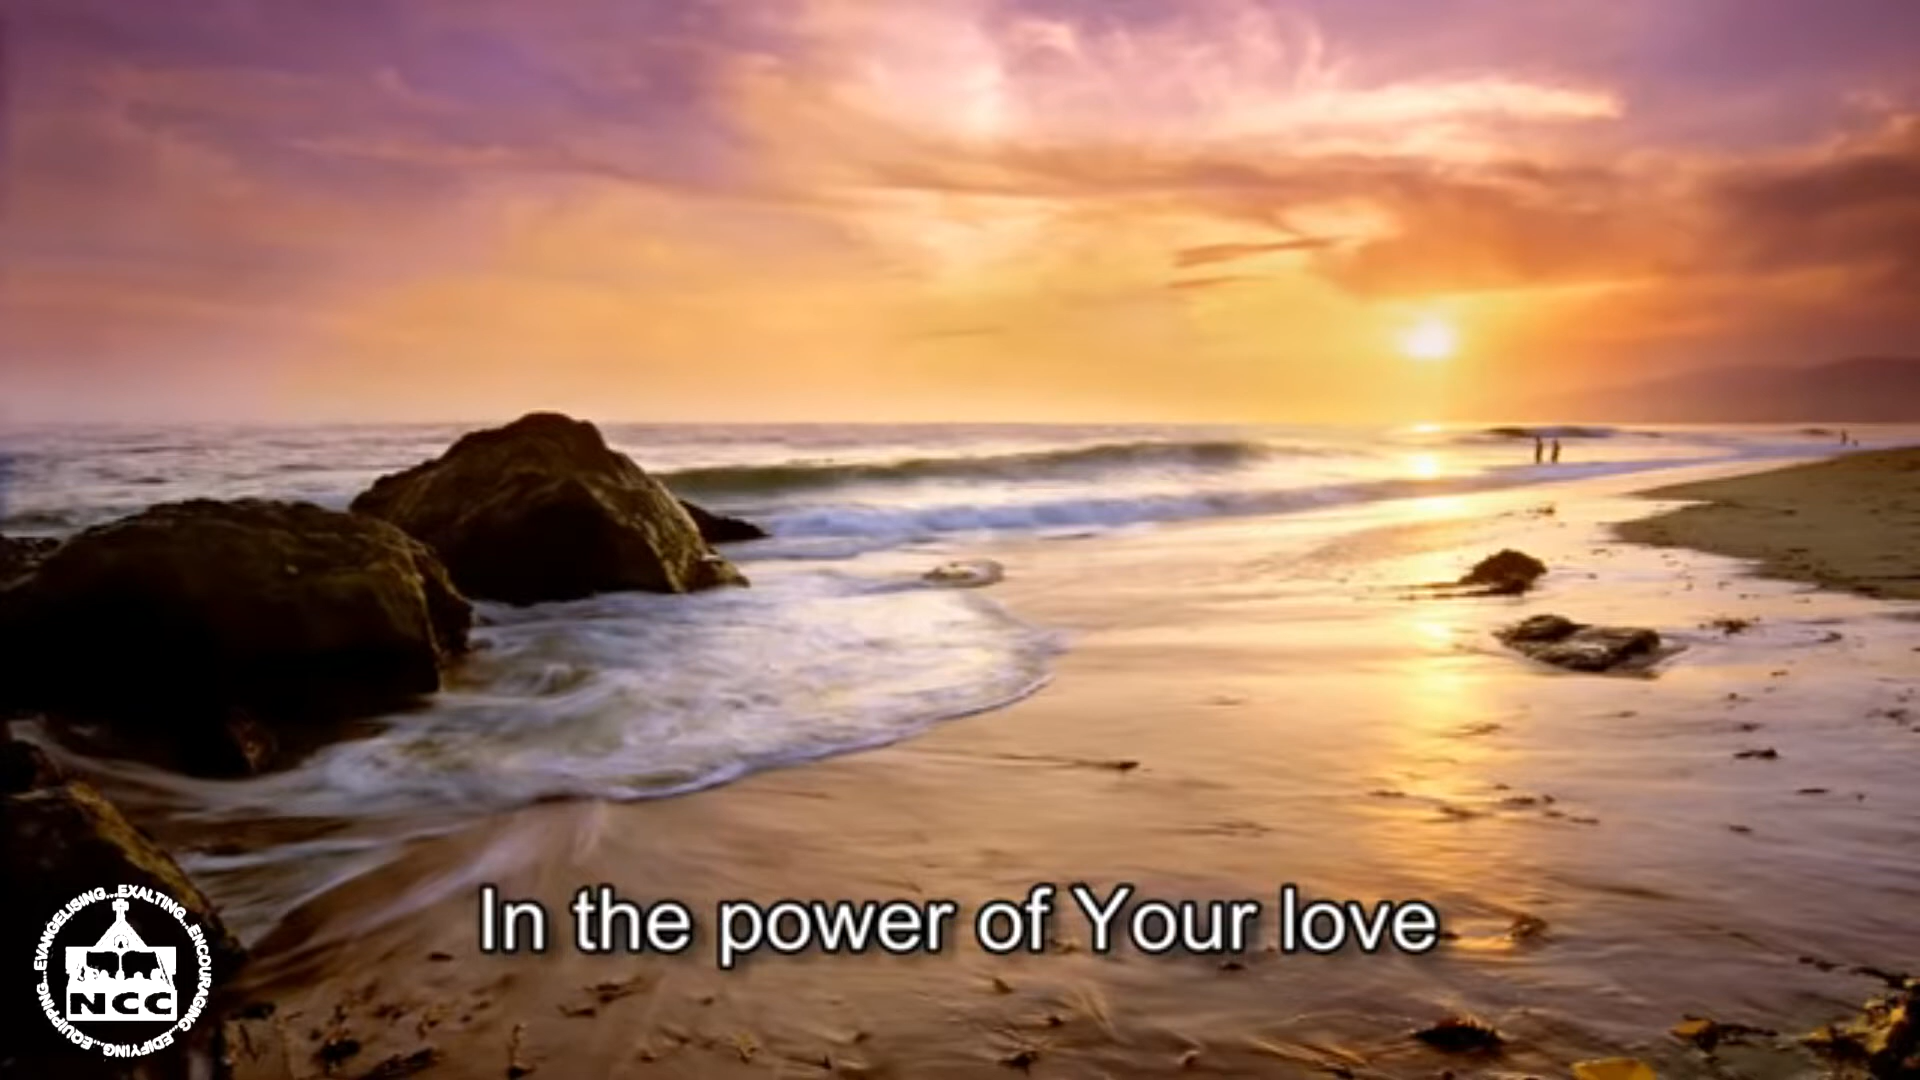 In the power of Your love
EVANGELISING...EXALTING...ENCOURAGING...EDIFYING...EQUIPPING...
NCC